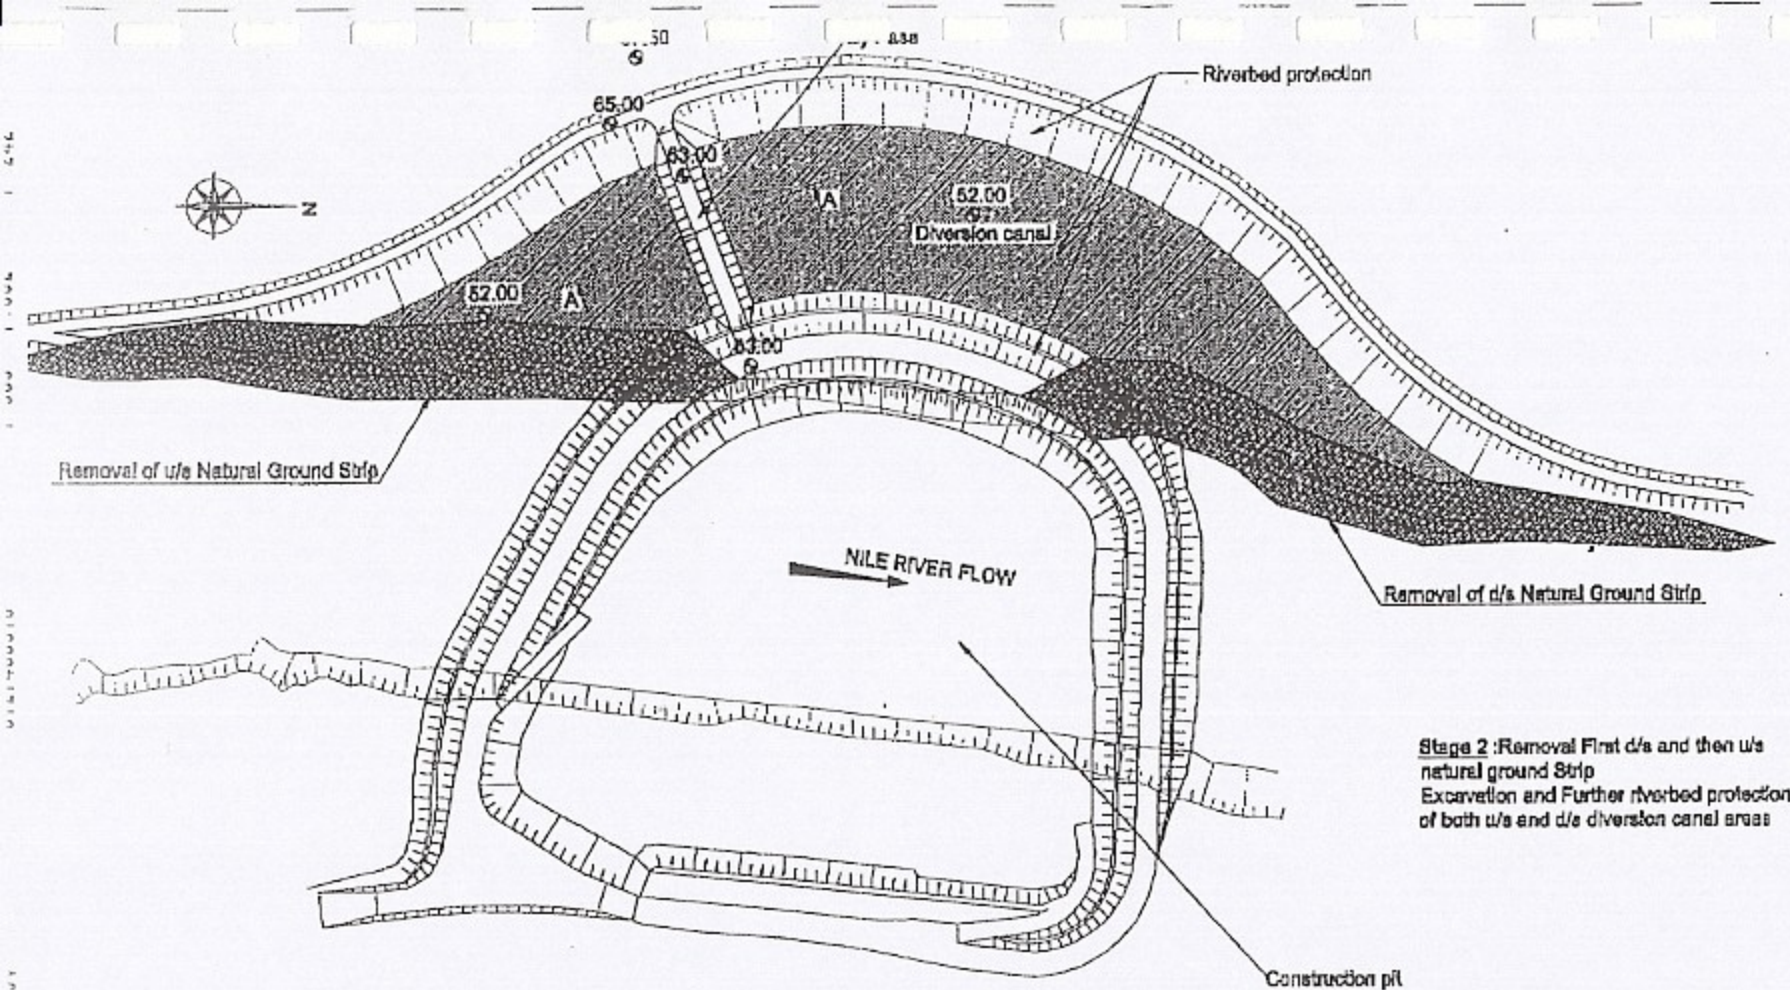 .50
Riverbed protection
65.00
63.00
A
52.00
Diversion canal
N
A
52.00
A
63.00
Removal of u/s Natural Ground Strip
NILE RIVER FLOW
Removal of d/s Natural Ground Strip
Stage 2 :Removal First d/s and then u/s
natural ground Strip
Excavation and Further riverbed protection
of both u/s and d/s diversion canal areas
Construction pit